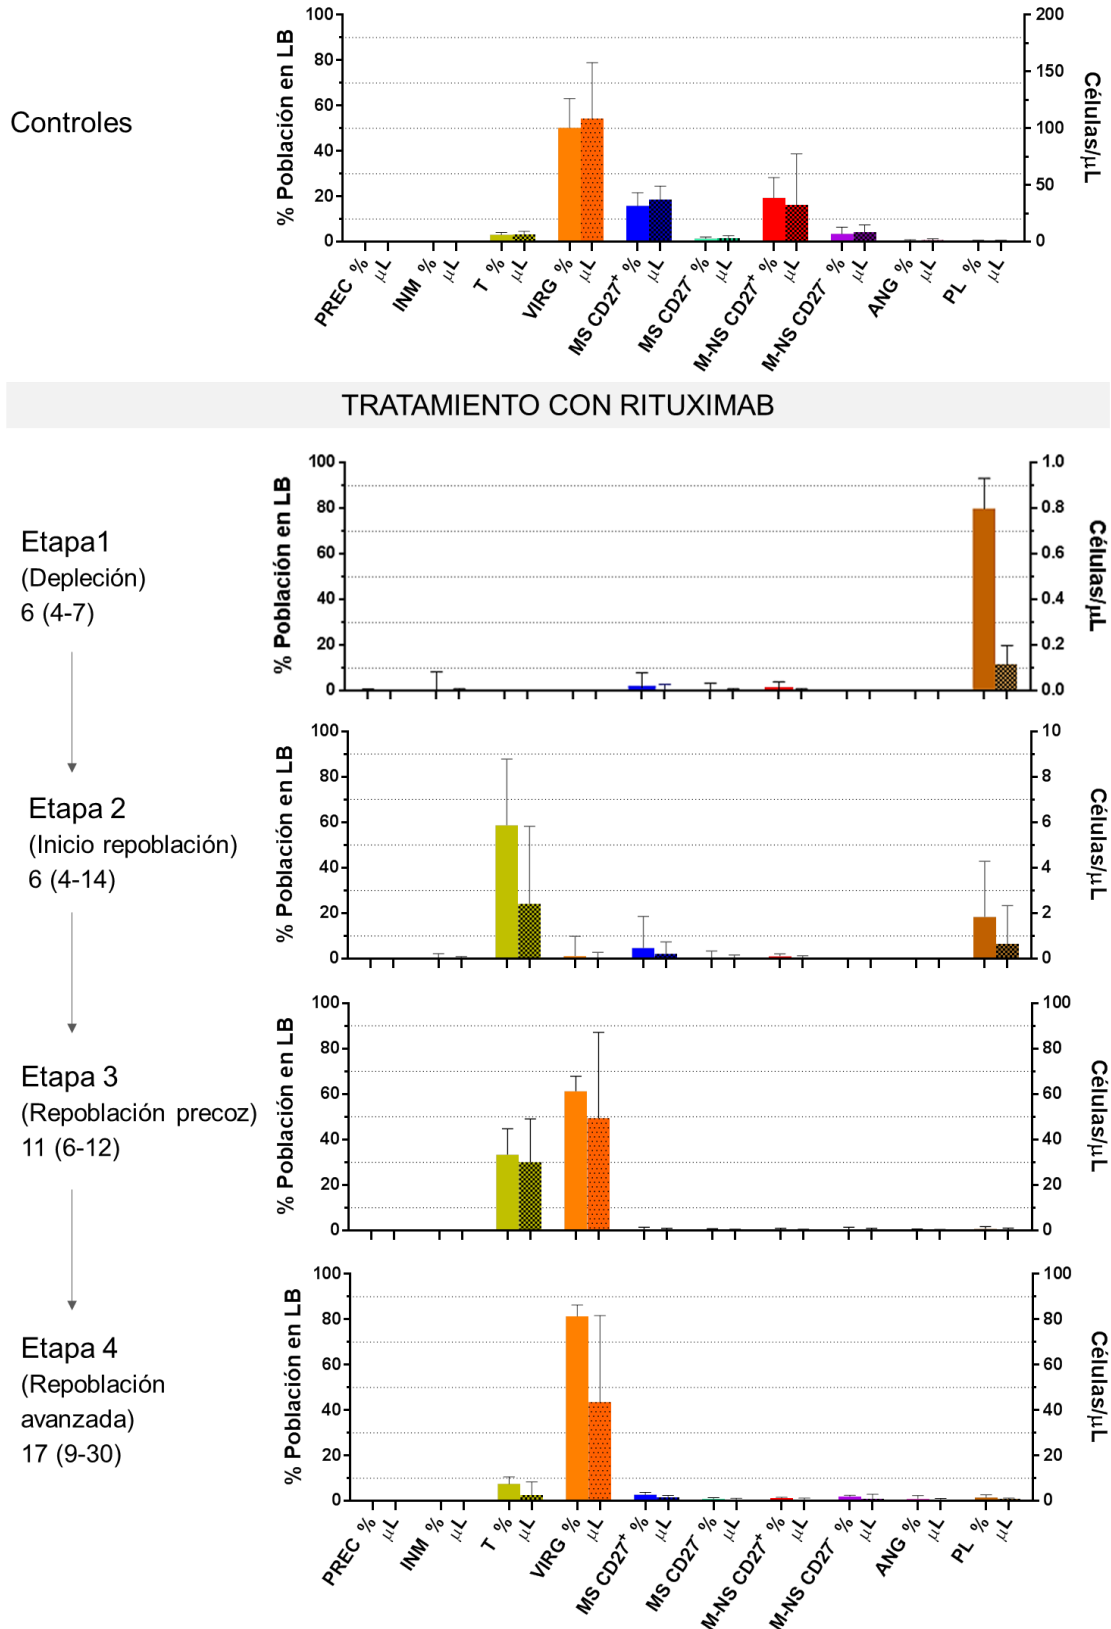 Controles
% Población en LB
100
80
60
40
20
0
200
150
100
50
0
Células/µL
PREC %
µL
INM %
µL
T %
µL
VIRG %
µL
MS CD27⁺ %
µL
MS CD27⁻ %
µL
M-NS CD27⁺ %
µL
M-NS CD27⁻ %
µL
ANG %
µL
PL %
µL
TRATAMIENTO CON RITUXIMAB
Etapa1
(Depleción)
6 (4-7)
% Población en LB
100
80
60
40
20
0
1.0
0.8
0.6
0.4
0.2
0.0
Células/µL
Etapa 2
(Inicio repoblación)
6 (4-14)
% Población en LB
100
80
60
40
20
0
10
8
6
4
2
0
Células/µL
Etapa 3
(Repoblación precoz)
11 (6-12)
% Población en LB
100
80
60
40
20
0
100
80
60
40
20
0
Células/µL
Etapa 4
(Repoblación
avanzada)
17 (9-30)
% Población en LB
100
80
60
40
20
0
100
80
60
40
20
0
Células/µL
PREC %
µL
INM %
µL
T %
µL
VIRG %
µL
MS CD27⁺ %
µL
MS CD27⁻ %
µL
M-NS CD27⁺ %
µL
M-NS CD27⁻ %
µL
ANG %
µL
PL %
µL